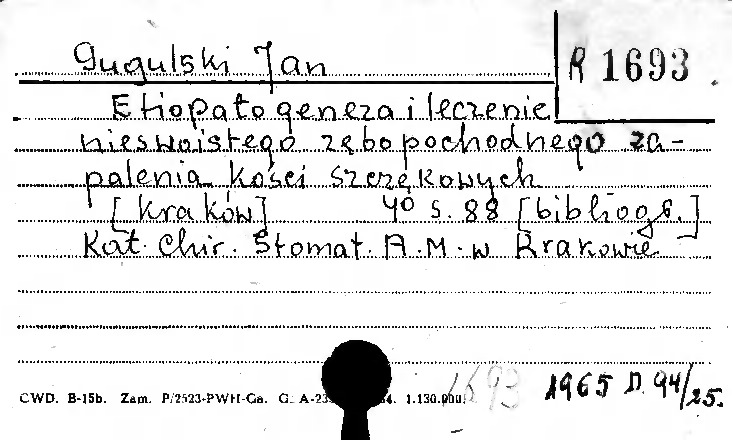 Gugulski Jan
R 1693
Etiopatogeneza i leczenie
nieswoistego zębopochodnego za-
palenia kości szczękowych
[Kraków] 4° s. 88 [bibliogr.]
Kat. Chir. Stomat. A.M. w Krakowie
1693 1965 D. 94/25.
CWD. B-15b. Zam. P/2523-PWH-Ga. G. A-23 4. 1.130.000.